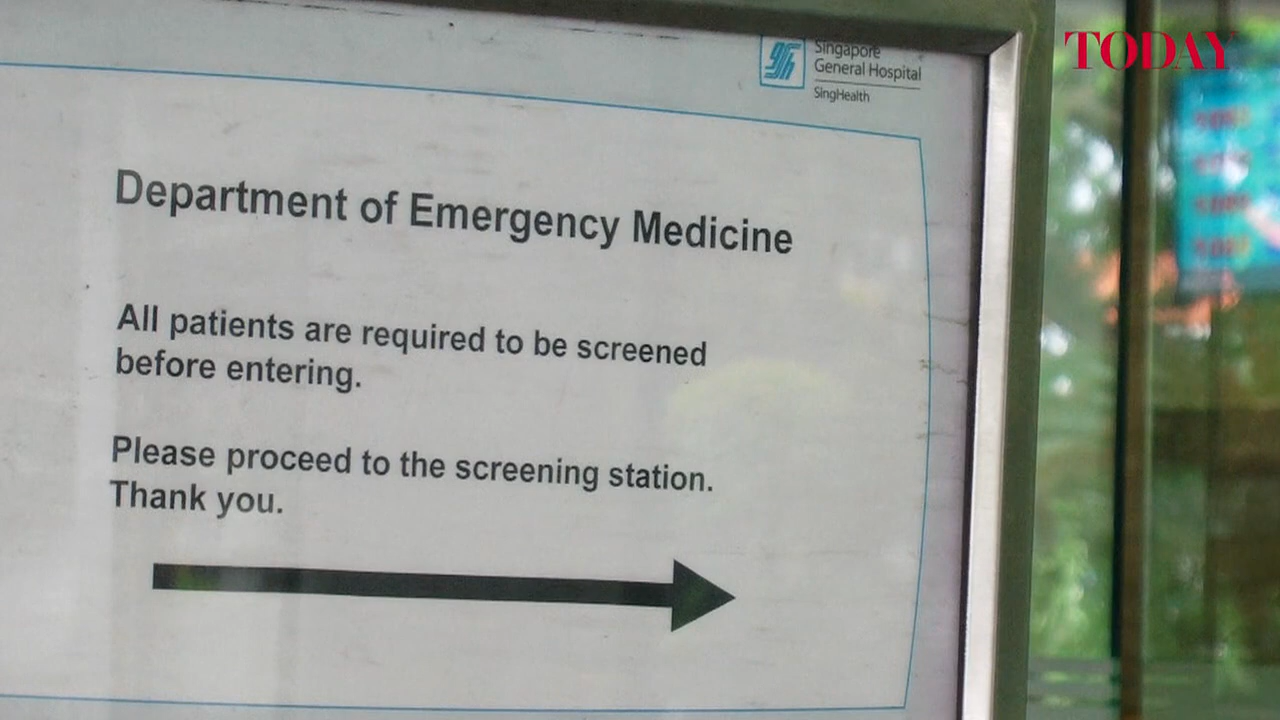 TODAY
Singapore
General Hospital
SingHealth
Department of Emergency Medicine
All patients are required to be screened
before entering.
Please proceed to the screening station.
Thank you.